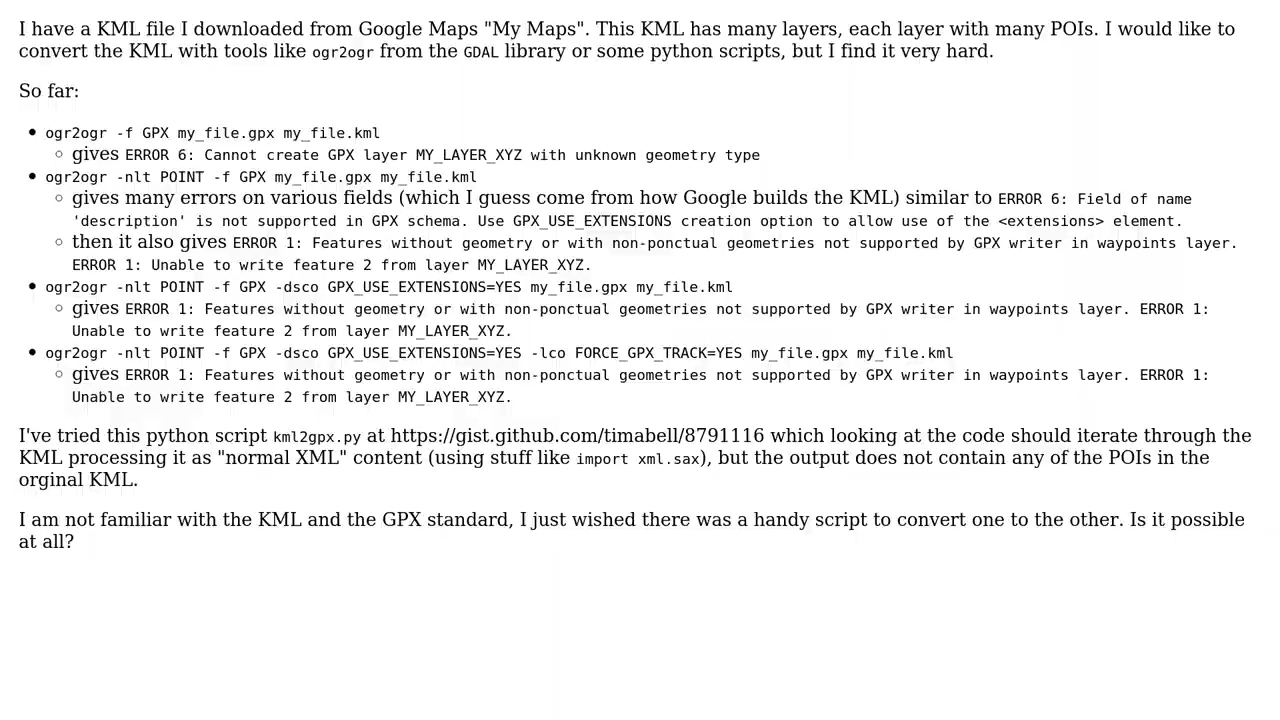 I have a KML file I downloaded from Google Maps "My Maps". This KML has many layers, each layer with many POIs. I would like to
convert the KML with tools like ogr2ogr from the GDAL library or some python scripts, but I find it very hard.
So far:
• ogr2ogr -f GPX my_file.gpx my_file.kml
◦ gives ERROR 6: Cannot create GPX layer MY_LAYER_XYZ with unknown geometry type
• ogr2ogr -nlt POINT -f GPX my_file.gpx my_file.kml
◦ gives many errors on various fields (which I guess come from how Google builds the KML) similar to ERROR 6: Field of name
'description' is not supported in GPX schema. Use GPX_USE_EXTENSIONS creation option to allow use of the <extensions> element.
◦ then it also gives ERROR 1: Features without geometry or with non-ponctual geometries not supported by GPX writer in waypoints layer.
ERROR 1: Unable to write feature 2 from layer MY_LAYER_XYZ.
• ogr2ogr -nlt POINT -f GPX -dsco GPX_USE_EXTENSIONS=YES my_file.gpx my_file.kml
◦ gives ERROR 1: Features without geometry or with non-ponctual geometries not supported by GPX writer in waypoints layer. ERROR 1:
Unable to write feature 2 from layer MY_LAYER_XYZ.
• ogr2ogr -nlt POINT -f GPX -dsco GPX_USE_EXTENSIONS=YES -lco FORCE_GPX_TRACK=YES my_file.gpx my_file.kml
◦ gives ERROR 1: Features without geometry or with non-ponctual geometries not supported by GPX writer in waypoints layer. ERROR 1:
Unable to write feature 2 from layer MY_LAYER_XYZ.
I've tried this python script kml2gpx.py at https://gist.github.com/timabell/8791116 which looking at the code should iterate through the
KML processing it as "normal XML" content (using stuff like import xml.sax), but the output does not contain any of the POIs in the
orginal KML.
I am not familiar with the KML and the GPX standard, I just wished there was a handy script to convert one to the other. Is it possible
at all?